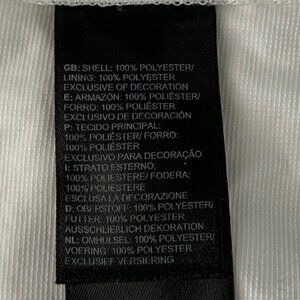 GB: SHELL: 100% POLYESTER/
LINING: 100% POLYESTER
EXCLUSIVE OF DECORATION
E: ARMAZÓN: 100% POLIÉSTER/
FORRO: 100% POLIÉSTER
EXCLUSIVO DE DECORACIÓN
P: TECIDO PRINCIPAL:
100% POLIÉSTER/ FORRO:
100% POLIÉSTER
EXCLUSIVO PARA DECORAÇÃO
I: STRATO ESTERNO:
100% POLIESTERE/FODERA:
100% POLIESTERE
ESCLUSA LA DECORAZIONE
D: OBERSTOFF: 100% POLYESTER/
FUTTER: 100% POLYESTER
AUSSCHLIEßLICH DEKORATION
NL: OMHULSEL: 100% POLYESTER/
VOERING: 100% POLYESTER
EXCLUSIEF VERSIERING